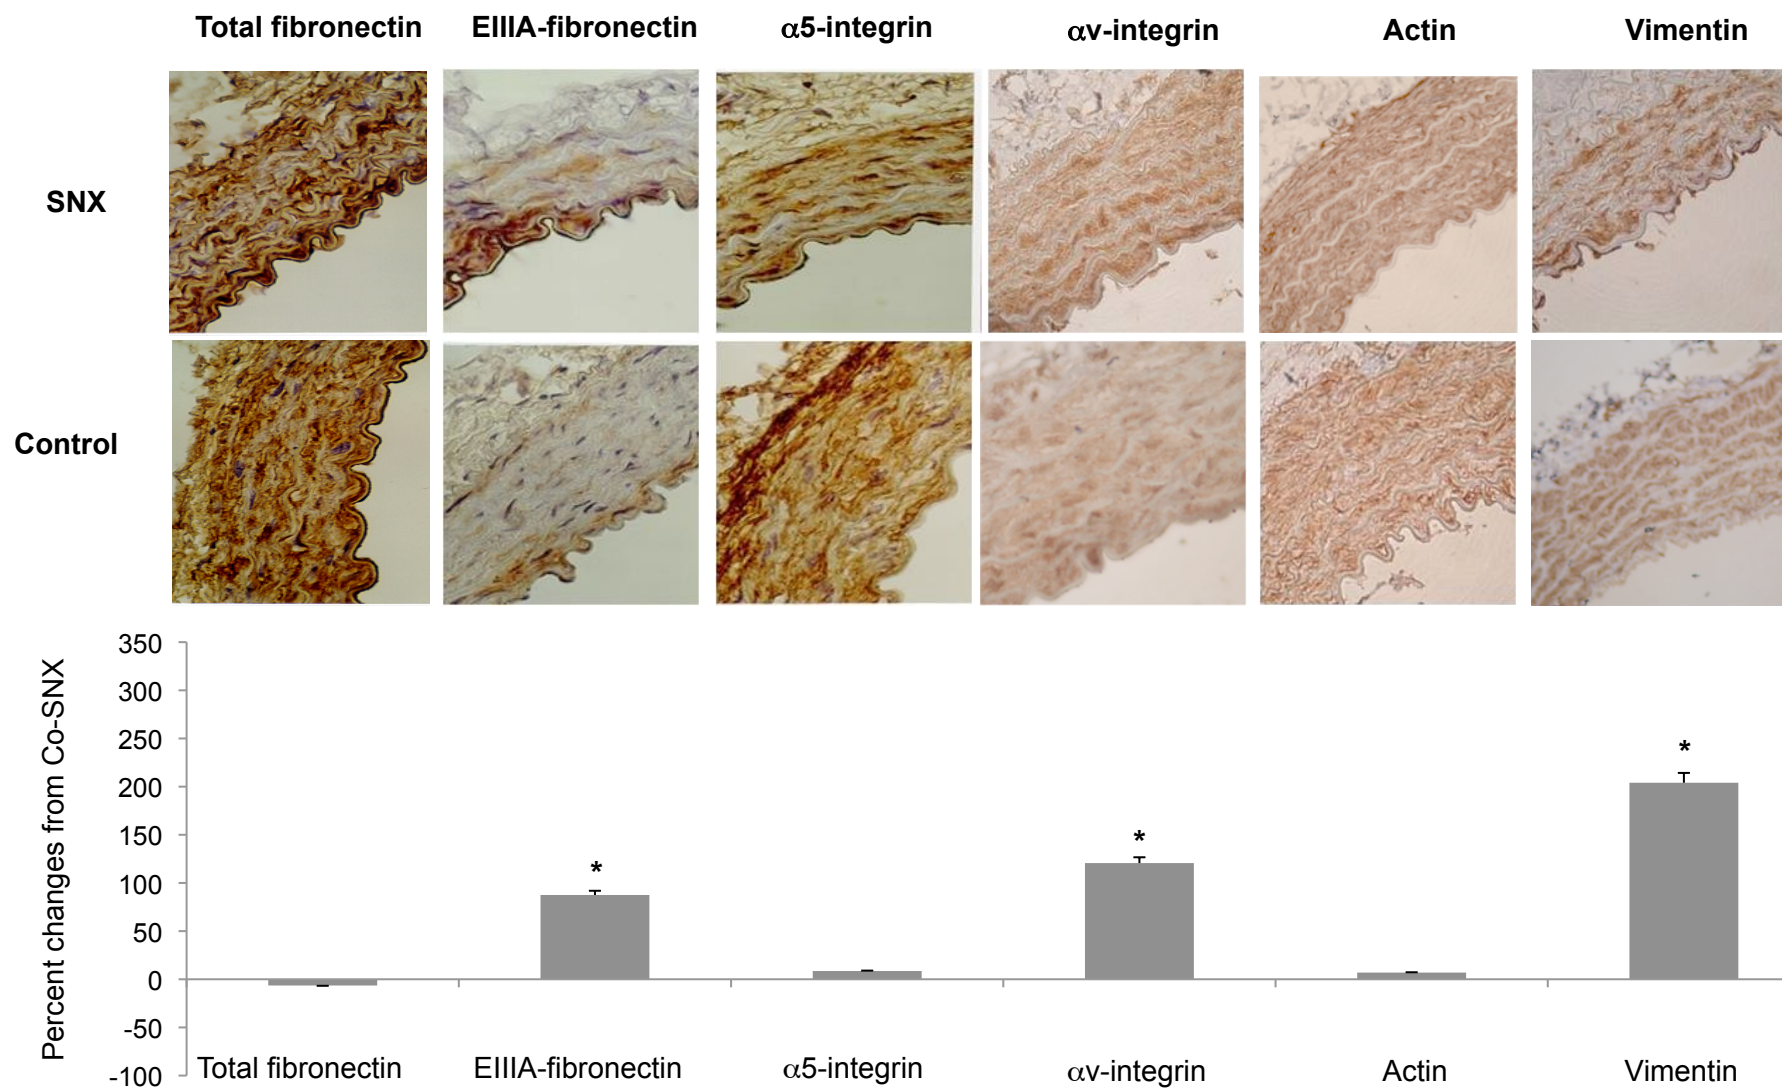 Total fibronectin EIIIA-fibronectin α5-integrin αv-integrin Actin Vimentin
SNX
Control
Percent changes from Co-SNX
350
300
250
200
150
100
50
0
-50
-100
*
*
*
Total fibronectin EIIIA-fibronectin α5-integrin αv-integrin Actin Vimentin